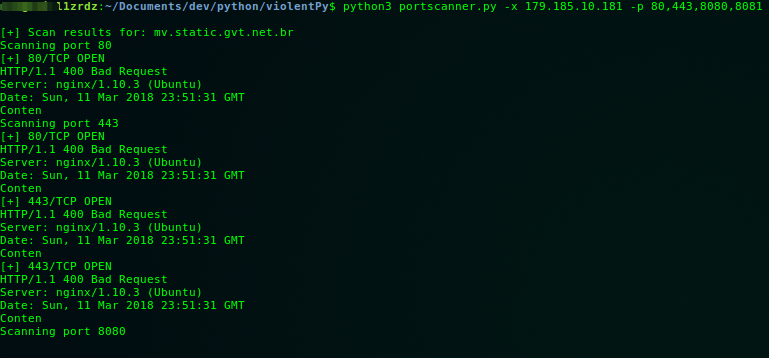 l1zrdz:~/Documents/dev/python/violentPy$ python3 portscanner.py -x 179.185.10.181 -p 80,443,8080,8081
[+] Scan results for: mv.static.gvt.net.br
Scanning port 80
[+] 80/TCP OPEN
HTTP/1.1 400 Bad Request
Server: nginx/1.10.3 (Ubuntu)
Date: Sun, 11 Mar 2018 23:51:31 GMT
Conten
Scanning port 443
[+] 80/TCP OPEN
HTTP/1.1 400 Bad Request
Server: nginx/1.10.3 (Ubuntu)
Date: Sun, 11 Mar 2018 23:51:31 GMT
Conten
[+] 443/TCP OPEN
HTTP/1.1 400 Bad Request
Server: nginx/1.10.3 (Ubuntu)
Date: Sun, 11 Mar 2018 23:51:31 GMT
Conten
[+] 443/TCP OPEN
HTTP/1.1 400 Bad Request
Server: nginx/1.10.3 (Ubuntu)
Date: Sun, 11 Mar 2018 23:51:31 GMT
Conten
Scanning port 8080